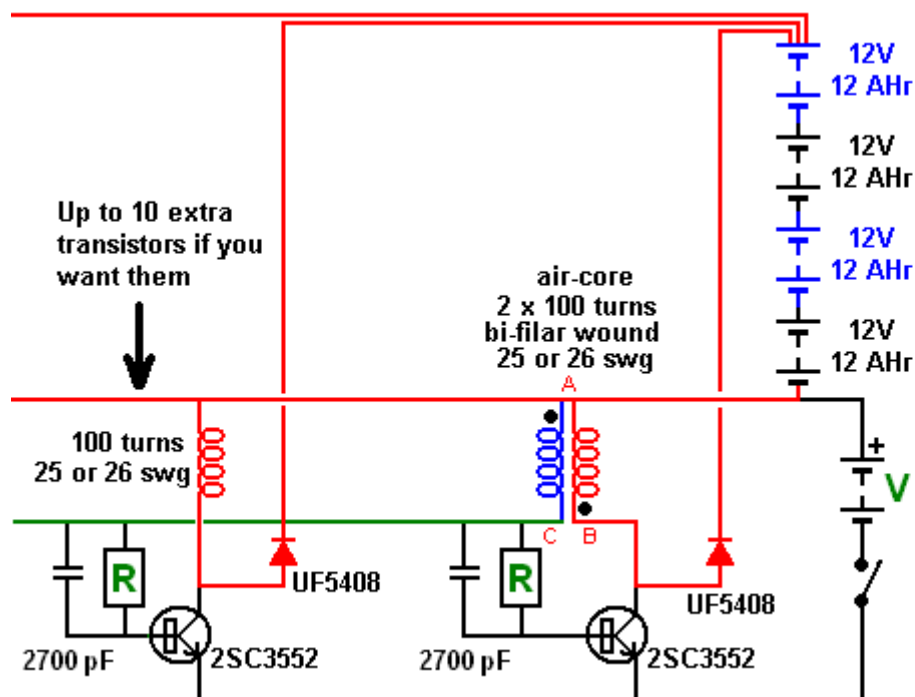 12V
12 AHr
12V
12 AHr
Up to 10 extra
transistors if you
want them
12V
12 AHr
air-core
2 x 100 turns
bi-filar wound
25 or 26 swg
12V
12 AHr
A
100 turns
25 or 26 swg
+
V
C B
R
UF5408
R
UF5408
2700 pF
2SC3552
2700 pF
2SC3552